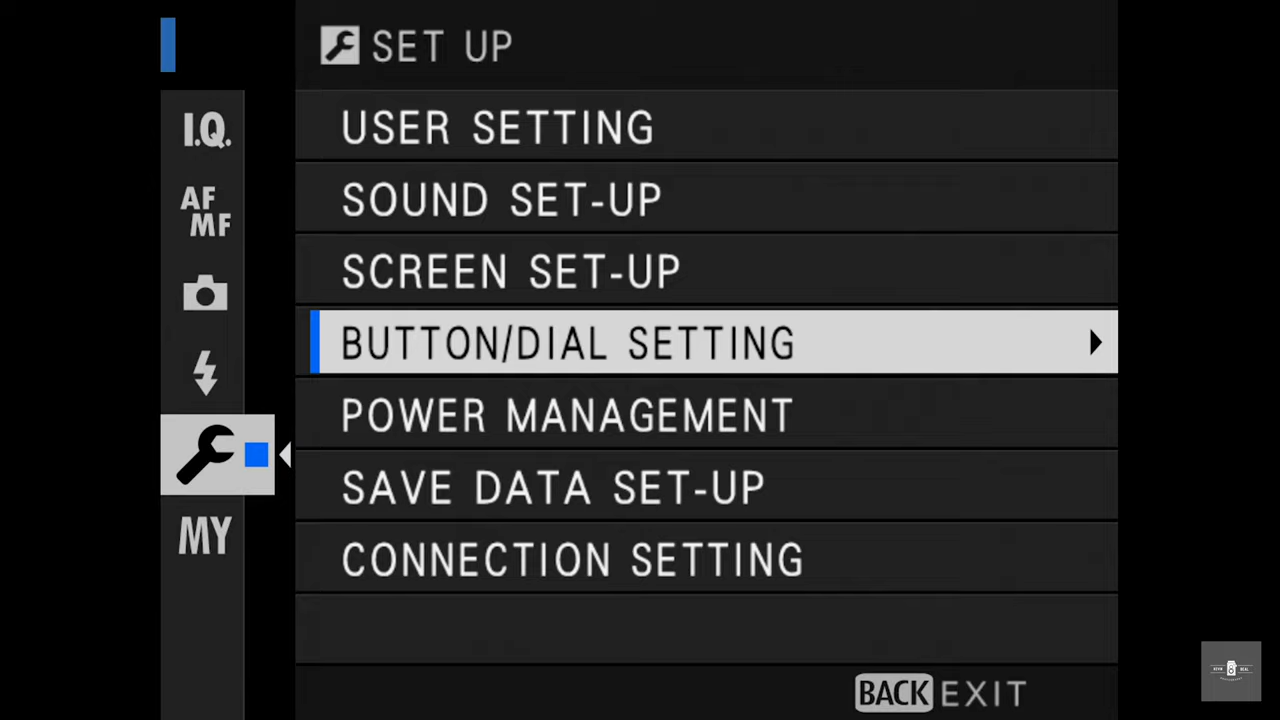 SET UP
I.Q.
AF
MF
MY
USER SETTING
SOUND SET-UP
SCREEN SET-UP
BUTTON/DIAL SETTING
POWER MANAGEMENT
SAVE DATA SET-UP
CONNECTION SETTING
BACK EXIT